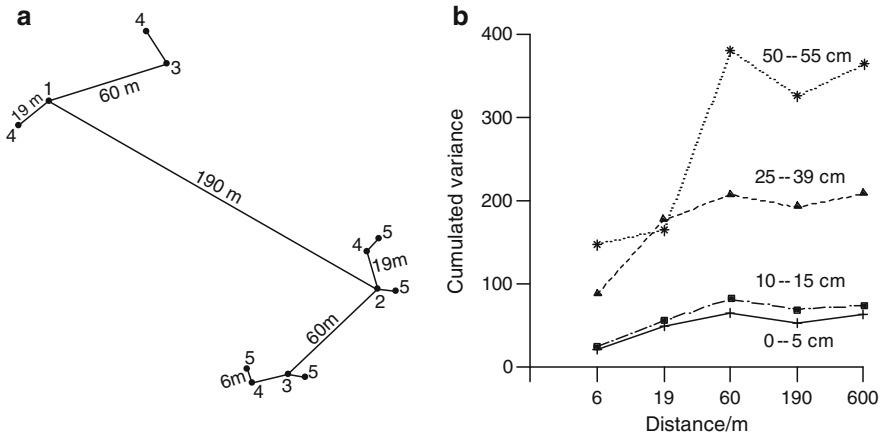 a
4
3
1
60 m
19 m
4
190 m
5
4
19m
5
2
60m
5
6m
4
3
5
b
400
300
200
100
0
Cumulated variance
50--55 cm
25--39 cm
10--15 cm
0--5 cm
6 19 60 190 600
Distance/m